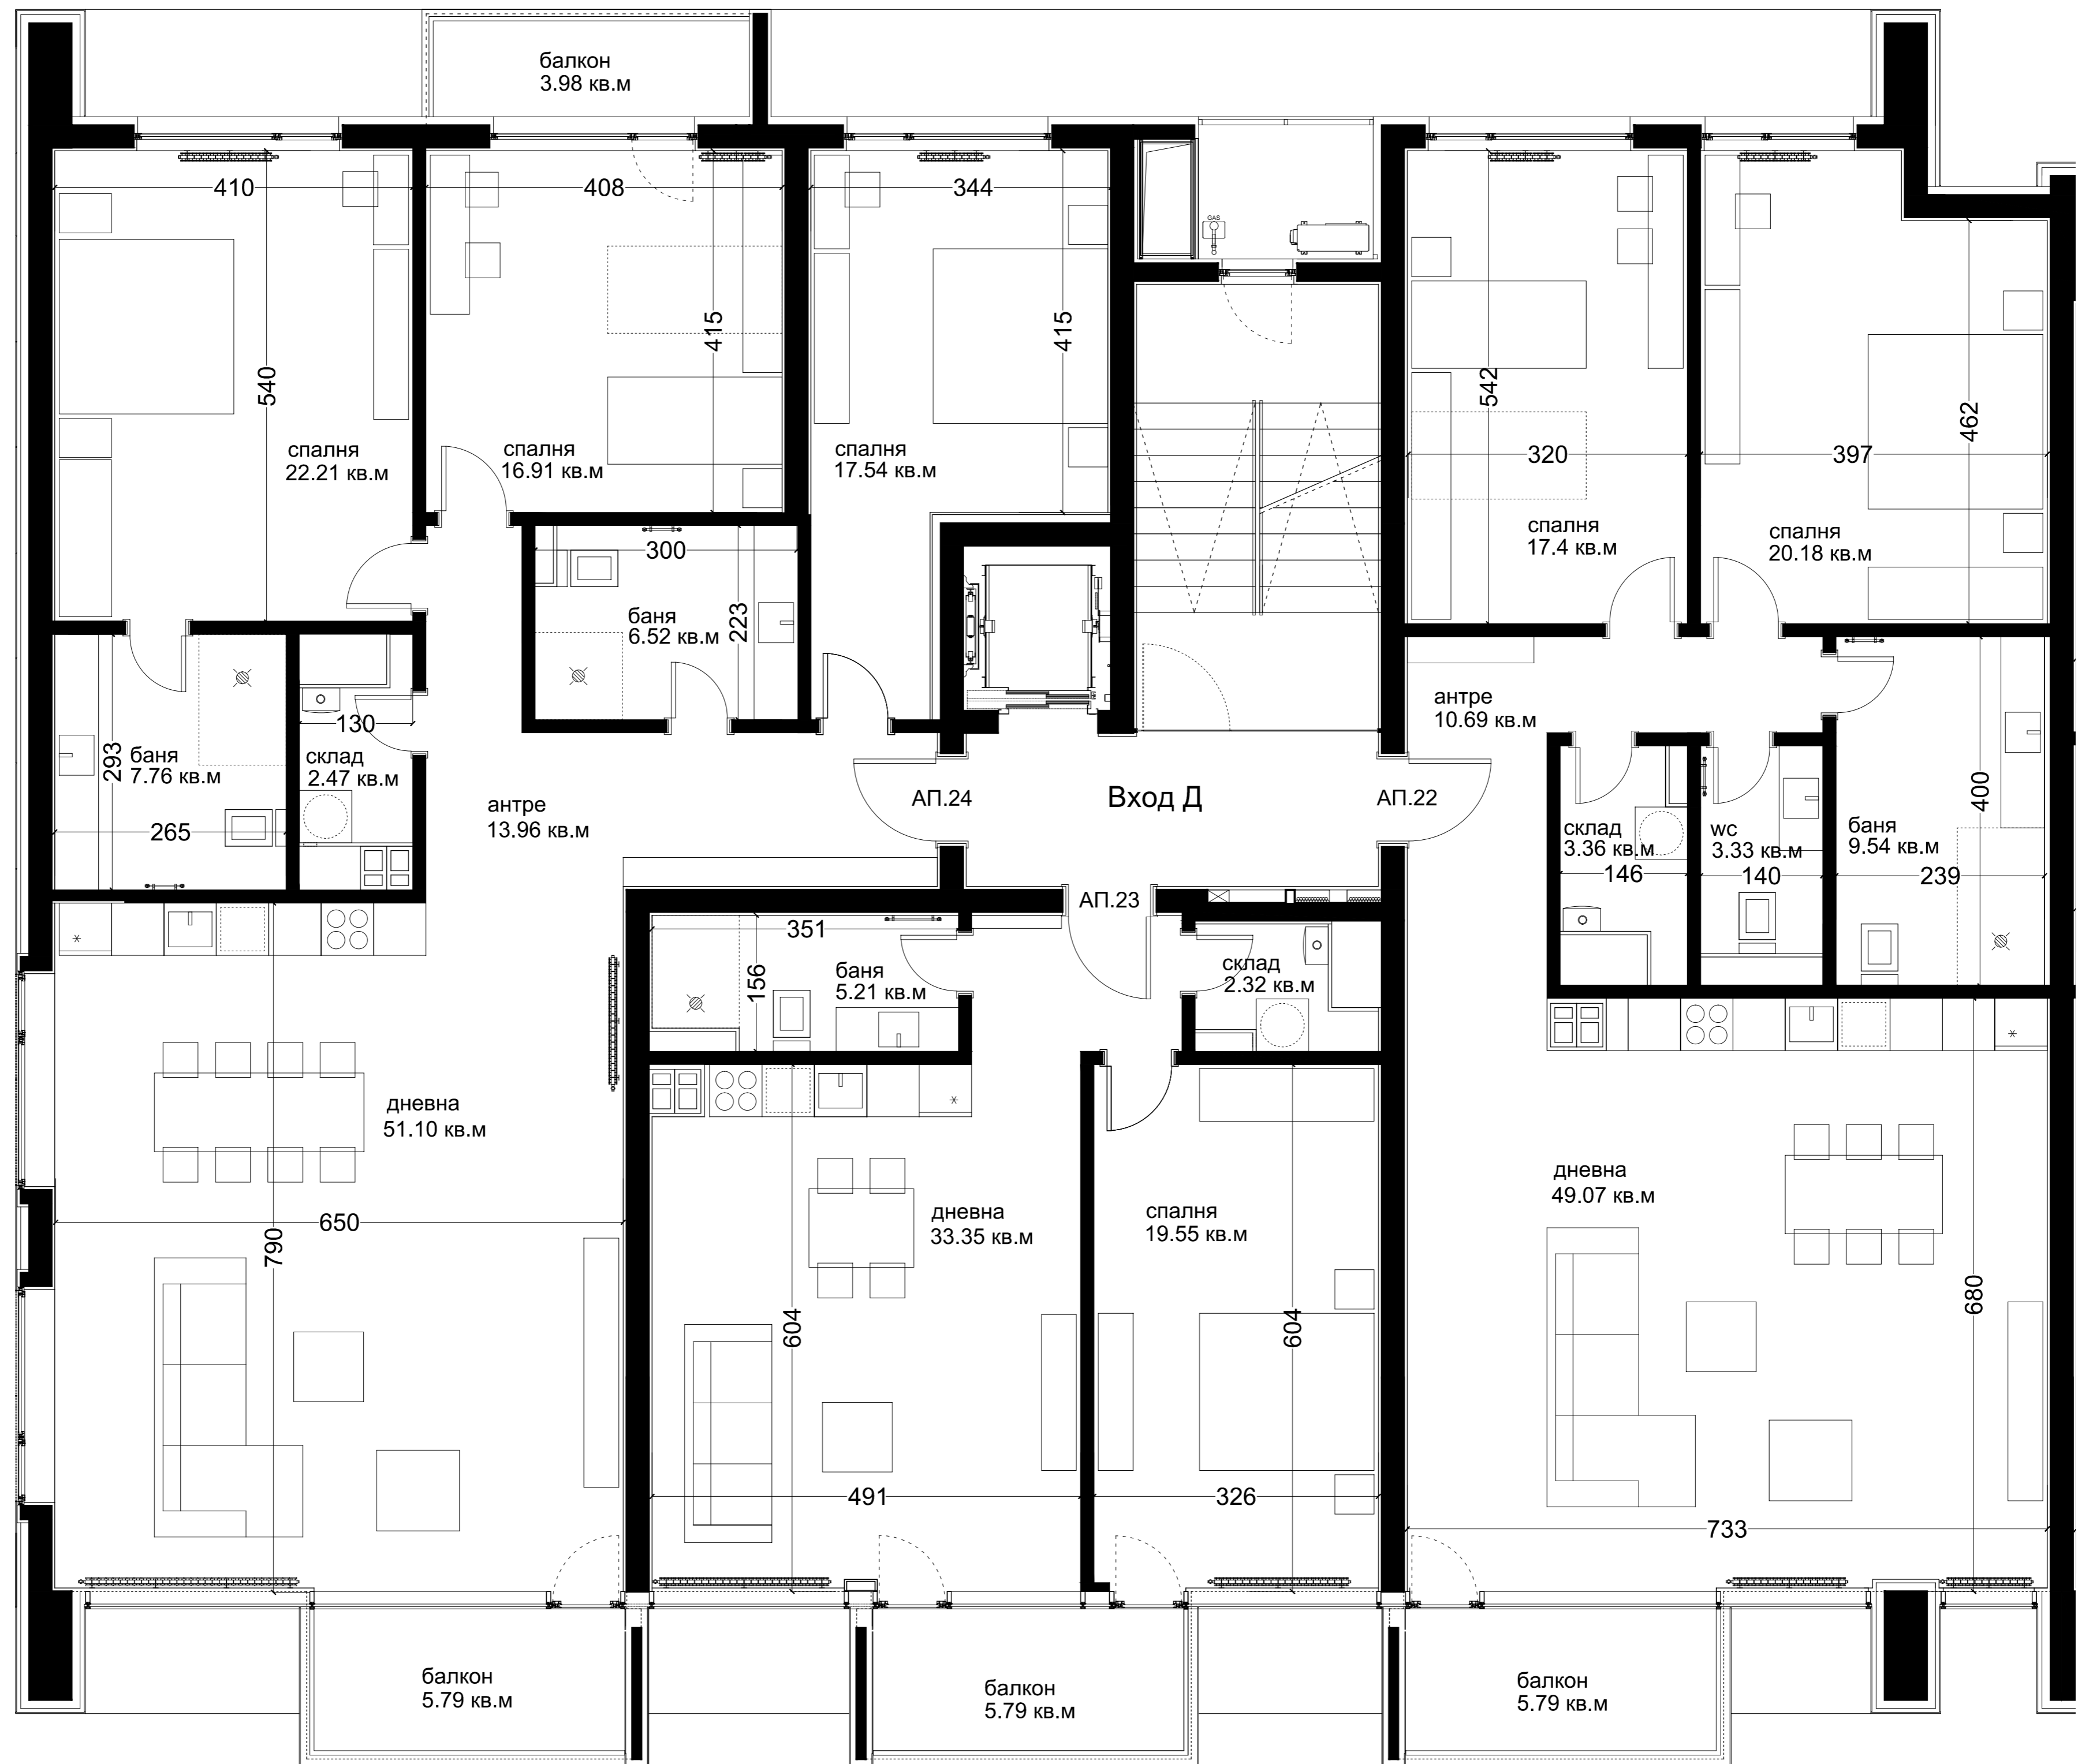 балкон
3.98 кв.м
410
408
344
GAS
415
415
540
542
462
спалня
22.21 кв.м
спалня
16.91 кв.м
спалня
17.54 кв.м
320
397
спалня
17.4 кв.м
спалня
20.18 кв.м
300
баня
6.52 кв.м
223
130
293
баня
7.76 кв.м
склад
2.47 кв.м
265
антре
13.96 кв.м
АП.24
Вход Д
АП.22
антре
10.69 кв.м
400
склад
3.36 кв.м
146
wc
3.33 кв.м
140
баня
9.54 кв.м
239
АП.23
351
156
баня
5.21 кв.м
склад
2.32 кв.м
дневна
51.10 кв.м
650
790
дневна
33.35 кв.м
604
491
спалня
19.55 кв.м
604
326
дневна
49.07 кв.м
680
733
балкон
5.79 кв.м
балкон
5.79 кв.м
балкон
5.79 кв.м